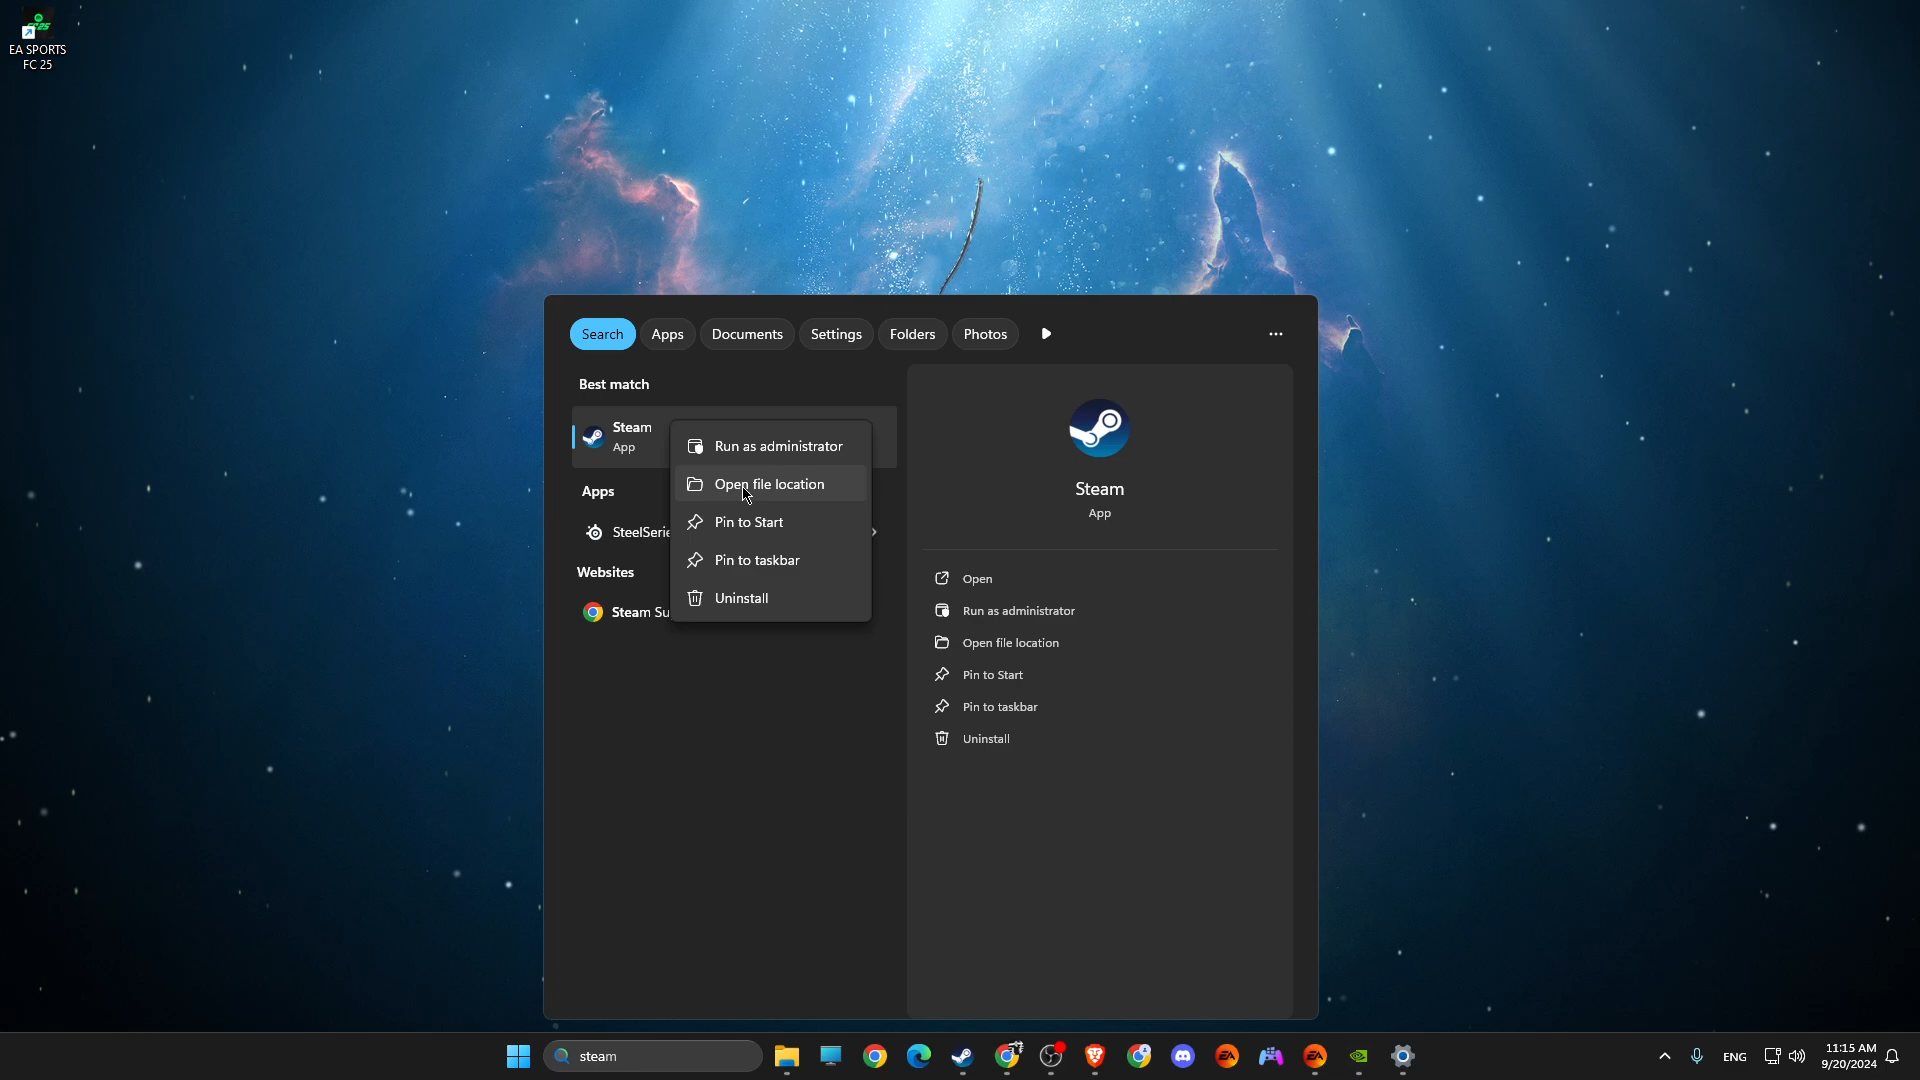 EA SPORTS
FC 25
Search
Apps
Documents
Settings
Folders
Photos
Best match
Steam
App
Run as administrator
Open file location
Pin to Start
Pin to taskbar
Uninstall
Apps
SteelSerie
Websites
Steam Su
Steam
App
Open
Run as administrator
Open file location
Pin to Start
Pin to taskbar
Uninstall
steam
ENG
11:15 AM
9/20/2024